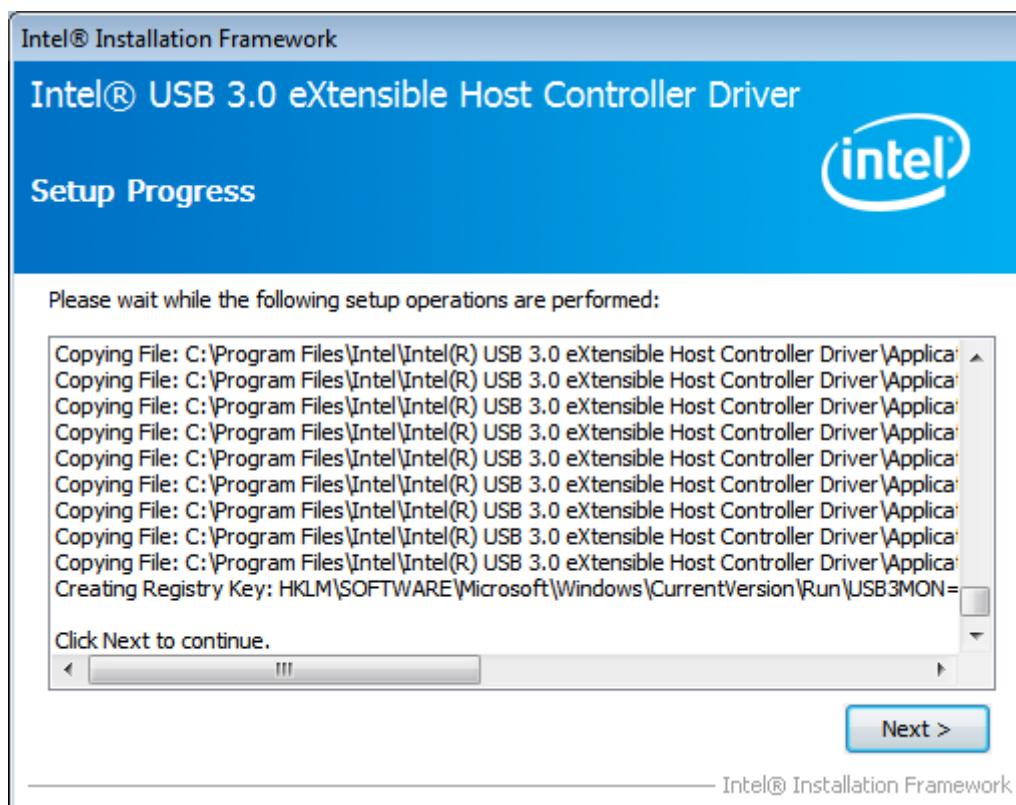 Intel® Installation Framework
Intel® USB 3.0 eXtensible Host Controller Driver
intel
Setup Progress
Please wait while the following setup operations are performed:
Copying File: C:\Program Files\Intel\Intel(R) USB 3.0 eXtensible Host Controller Driver\Applicat
Copying File: C:\Program Files\Intel\Intel(R) USB 3.0 eXtensible Host Controller Driver\Applicat
Copying File: C:\Program Files\Intel\Intel(R) USB 3.0 eXtensible Host Controller Driver\Applicat
Copying File: C:\Program Files\Intel\Intel(R) USB 3.0 eXtensible Host Controller Driver\Applicat
Copying File: C:\Program Files\Intel\Intel(R) USB 3.0 eXtensible Host Controller Driver\Applicat
Copying File: C:\Program Files\Intel\Intel(R) USB 3.0 eXtensible Host Controller Driver\Applicat
Copying File: C:\Program Files\Intel\Intel(R) USB 3.0 eXtensible Host Controller Driver\Applicat
Copying File: C:\Program Files\Intel\Intel(R) USB 3.0 eXtensible Host Controller Driver\Applicat
Copying File: C:\Program Files\Intel\Intel(R) USB 3.0 eXtensible Host Controller Driver\Applicat
Creating Registry Key: HKLM\SOFTWARE\Microsoft\Windows\CurrentVersion\Run\USB3MON=
Click Next to continue.
Next >
Intel® Installation Framework